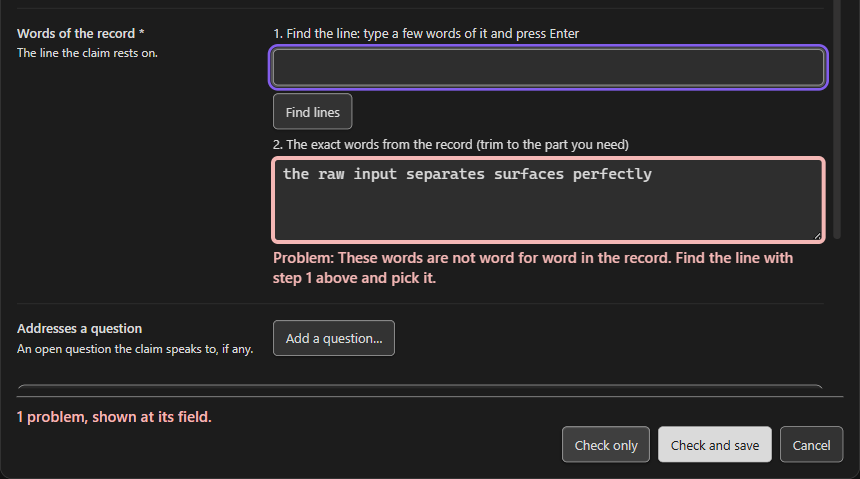 Words of the record *
The line the claim rests on.
1. Find the line: type a few words of it and press Enter
Find lines
2. The exact words from the record (trim to the part you need)
the raw input separates surfaces perfectly
Problem: These words are not word for word in the record. Find the line with
step 1 above and pick it.
Addresses a question
An open question the claim speaks to, if any.
Add a question...
1 problem, shown at its field.
Check only
Check and save
Cancel